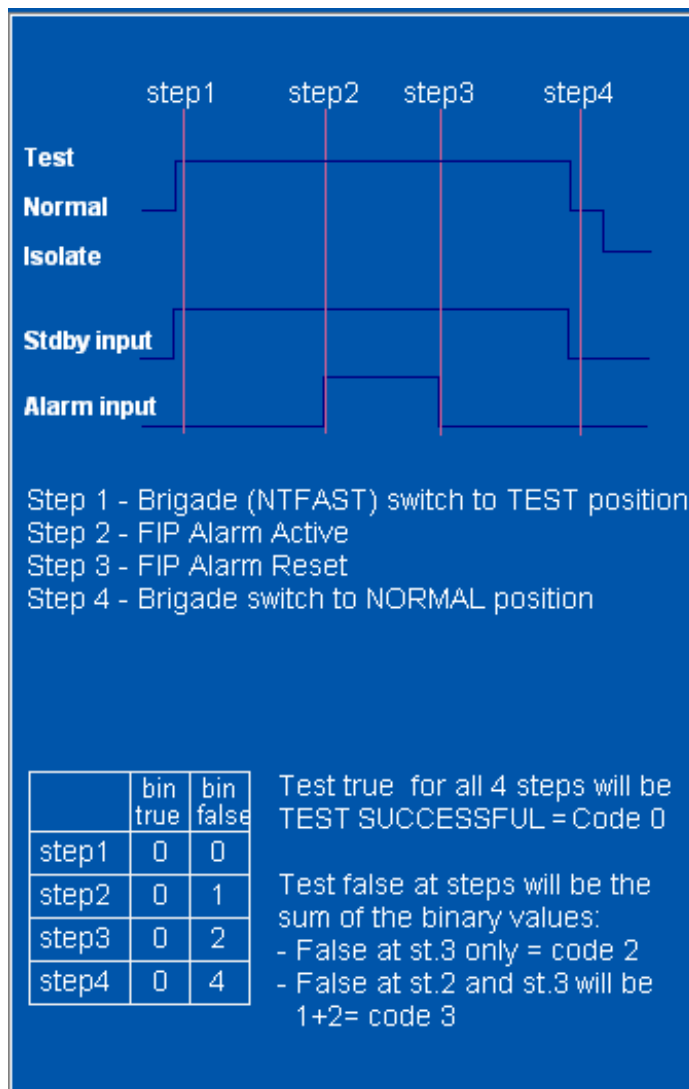 step1 step2 step3 step4
Test
Normal
Isolate
Stdby input
Alarm input
Step 1 - Brigade (NTFAST) switch to TEST position
Step 2 - FIP Alarm Active
Step 3 - FIP Alarm Reset
Step 4 - Brigade switch to NORMAL position
bin true bin false
step1 0 0
step2 0 1
step3 0 2
step4 0 4
Test true for all 4 steps will be
TEST SUCCESSFUL = Code 0
Test false at steps will be the
sum of the binary values:
- False at st.3 only = code 2
- False at st.2 and st.3 will be
1+2= code 3